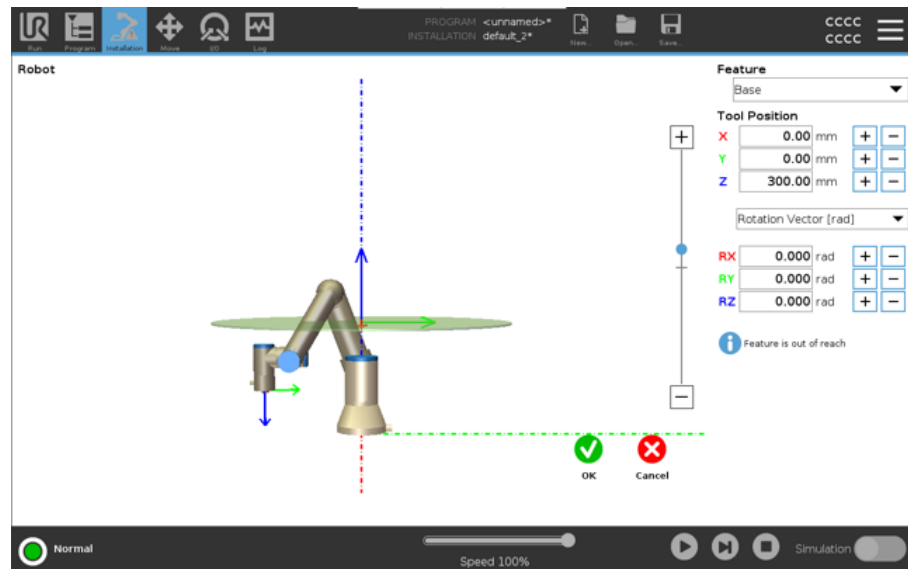 PROGRAM <unnamed>*
INSTALLATION default_2*
cccc
cccc
UR
Run
Program
Installation
Move
I/O
Log
New...
Open...
Save...
Robot
Feature
Base
Tool Position
X 0.00 mm + −
Y 0.00 mm + −
Z 300.00 mm + −
Rotation Vector [rad]
RX 0.000 rad + −
RY 0.000 rad + −
RZ 0.000 rad + −
i Feature is out of reach
+
−
OK
Cancel
Normal
Speed 100%
Simulation